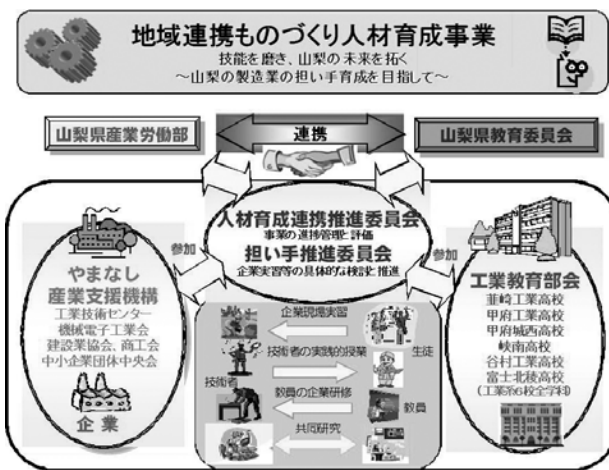 地域連携ものづくり人材育成事業
技能を磨き、山梨の未来を拓く
～山梨の製造業の担い手育成を目指して～
山梨県産業労働部
連携
山梨県教育委員会
人材育成連携推進委員会
事業の進捗管理と評価
担い手推進委員会
企業実習等の具体的な検討と推進
参加
参加
やまなし
産業支援機構
工業技術センター
機械電子工業会
建設業協会、商工会
中小企業団体中央会
企業
企業現場実習
生徒
技術者の実践的授業
技術者
教員の企業研修
教員
共同研究
工業教育部会
韮崎工業高校
甲府工業高校
甲府城西高校
峡南高校
谷村工業高校
富士北稜高校
(工業系6校全学科)